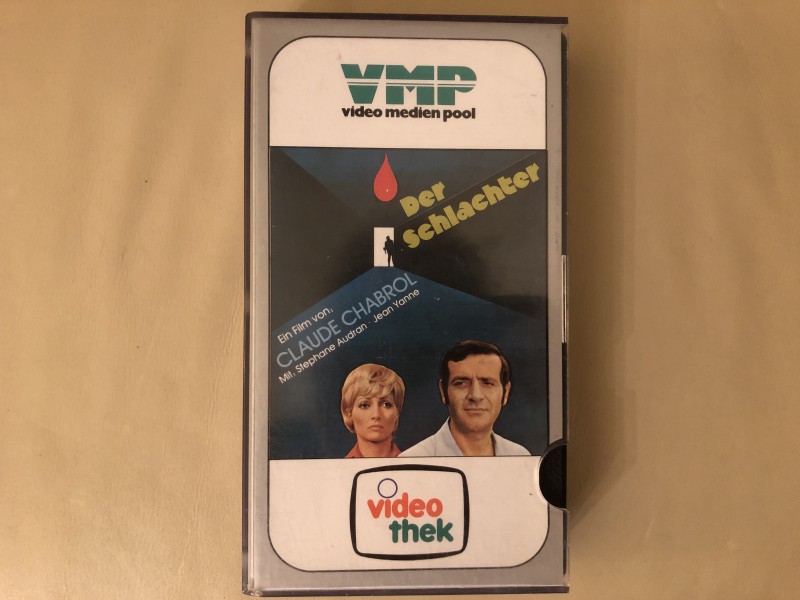 VMP
video medien pool
Der
Schlachter
Ein Film von,
CLAUDE CHABROL
Mit, Stephane Audran · Jean Yanne
video
thek